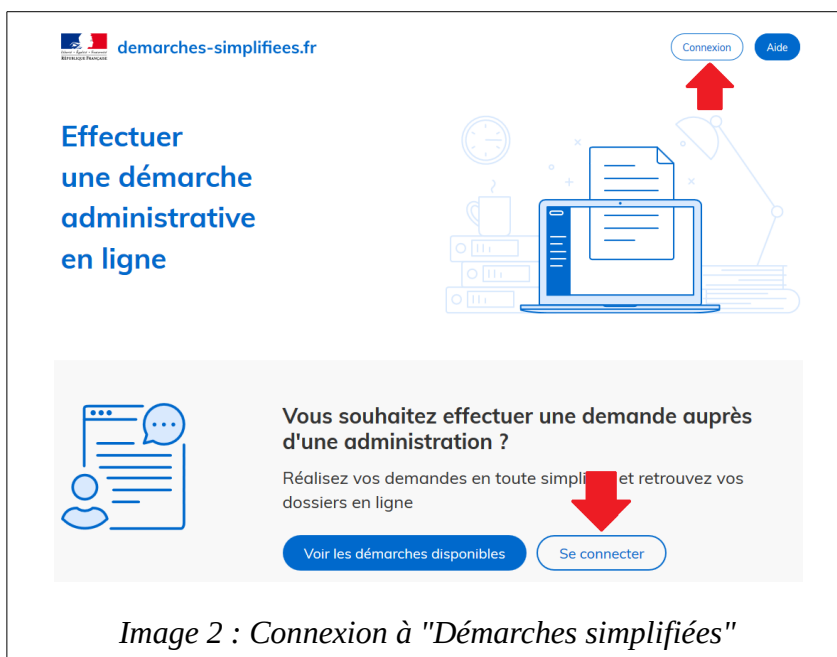 demarches-simplifiees.fr
Connexion
Aide
RÉPUBLIQUE FRANÇAISE
Effectuer
une démarche
administrative
en ligne
Vous souhaitez effectuer une demande auprès
d'une administration ?
Réalisez vos demandes en toute et retrouvez vos
dossiers en ligne
Voir les démarches disponibles
Se connecter
Image 2 : Connexion à "Démarches simplifiées"